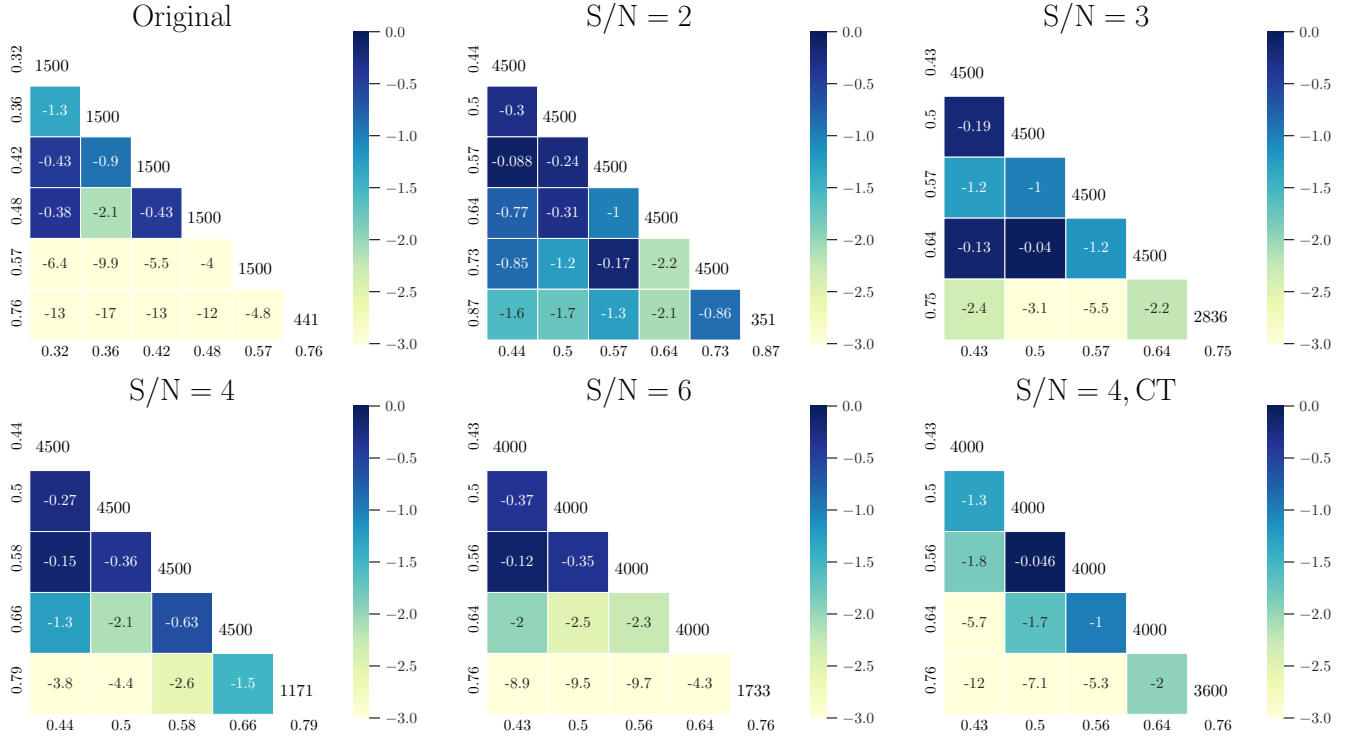 Original
0.32 1500
0.36 -1.3 1500
0.42 -0.43 -0.9 1500
0.48 -0.38 -2.1 -0.43 1500
0.57 -6.4 -9.9 -5.5 -4 1500
0.76 -13 -17 -13 -12 -4.8 441
0.32 0.36 0.42 0.48 0.57 0.76
0.0
−0.5
−1.0
−1.5
−2.0
−2.5
−3.0
S/N = 2
0.44 4500
0.5 -0.3 4500
0.57 -0.088 -0.24 4500
0.64 -0.77 -0.31 -1 4500
0.73 -0.85 -1.2 -0.17 -2.2 4500
0.87 -1.6 -1.7 -1.3 -2.1 -0.86 351
0.44 0.5 0.57 0.64 0.73 0.87
0.0
−0.5
−1.0
−1.5
−2.0
−2.5
−3.0
S/N = 3
0.43 4500
0.5 -0.19 4500
0.57 -1.2 -1 4500
0.64 -0.13 -0.04 -1.2 4500
0.75 -2.4 -3.1 -5.5 -2.2 2836
0.43 0.5 0.57 0.64 0.75
0.0
−0.5
−1.0
−1.5
−2.0
−2.5
−3.0
S/N = 4
0.44 4500
0.5 -0.27 4500
0.58 -0.15 -0.36 4500
0.66 -1.3 -2.1 -0.63 4500
0.79 -3.8 -4.4 -2.6 -1.5 1171
0.44 0.5 0.58 0.66 0.79
0.0
−0.5
−1.0
−1.5
−2.0
−2.5
−3.0
S/N = 6
0.43 4000
0.5 -0.37 4000
0.56 -0.12 -0.35 4000
0.64 -2 -2.5 -2.3 4000
0.76 -8.9 -9.5 -9.7 -4.3 1733
0.43 0.5 0.56 0.64 0.76
0.0
−0.5
−1.0
−1.5
−2.0
−2.5
−3.0
S/N = 4, CT
0.43 4000
0.5 -1.3 4000
0.56 -1.8 -0.046 4000
0.64 -5.7 -1.7 -1 4000
0.76 -12 -7.1 -5.3 -2 3600
0.43 0.5 0.56 0.64 0.76
0.0
−0.5
−1.0
−1.5
−2.0
−2.5
−3.0